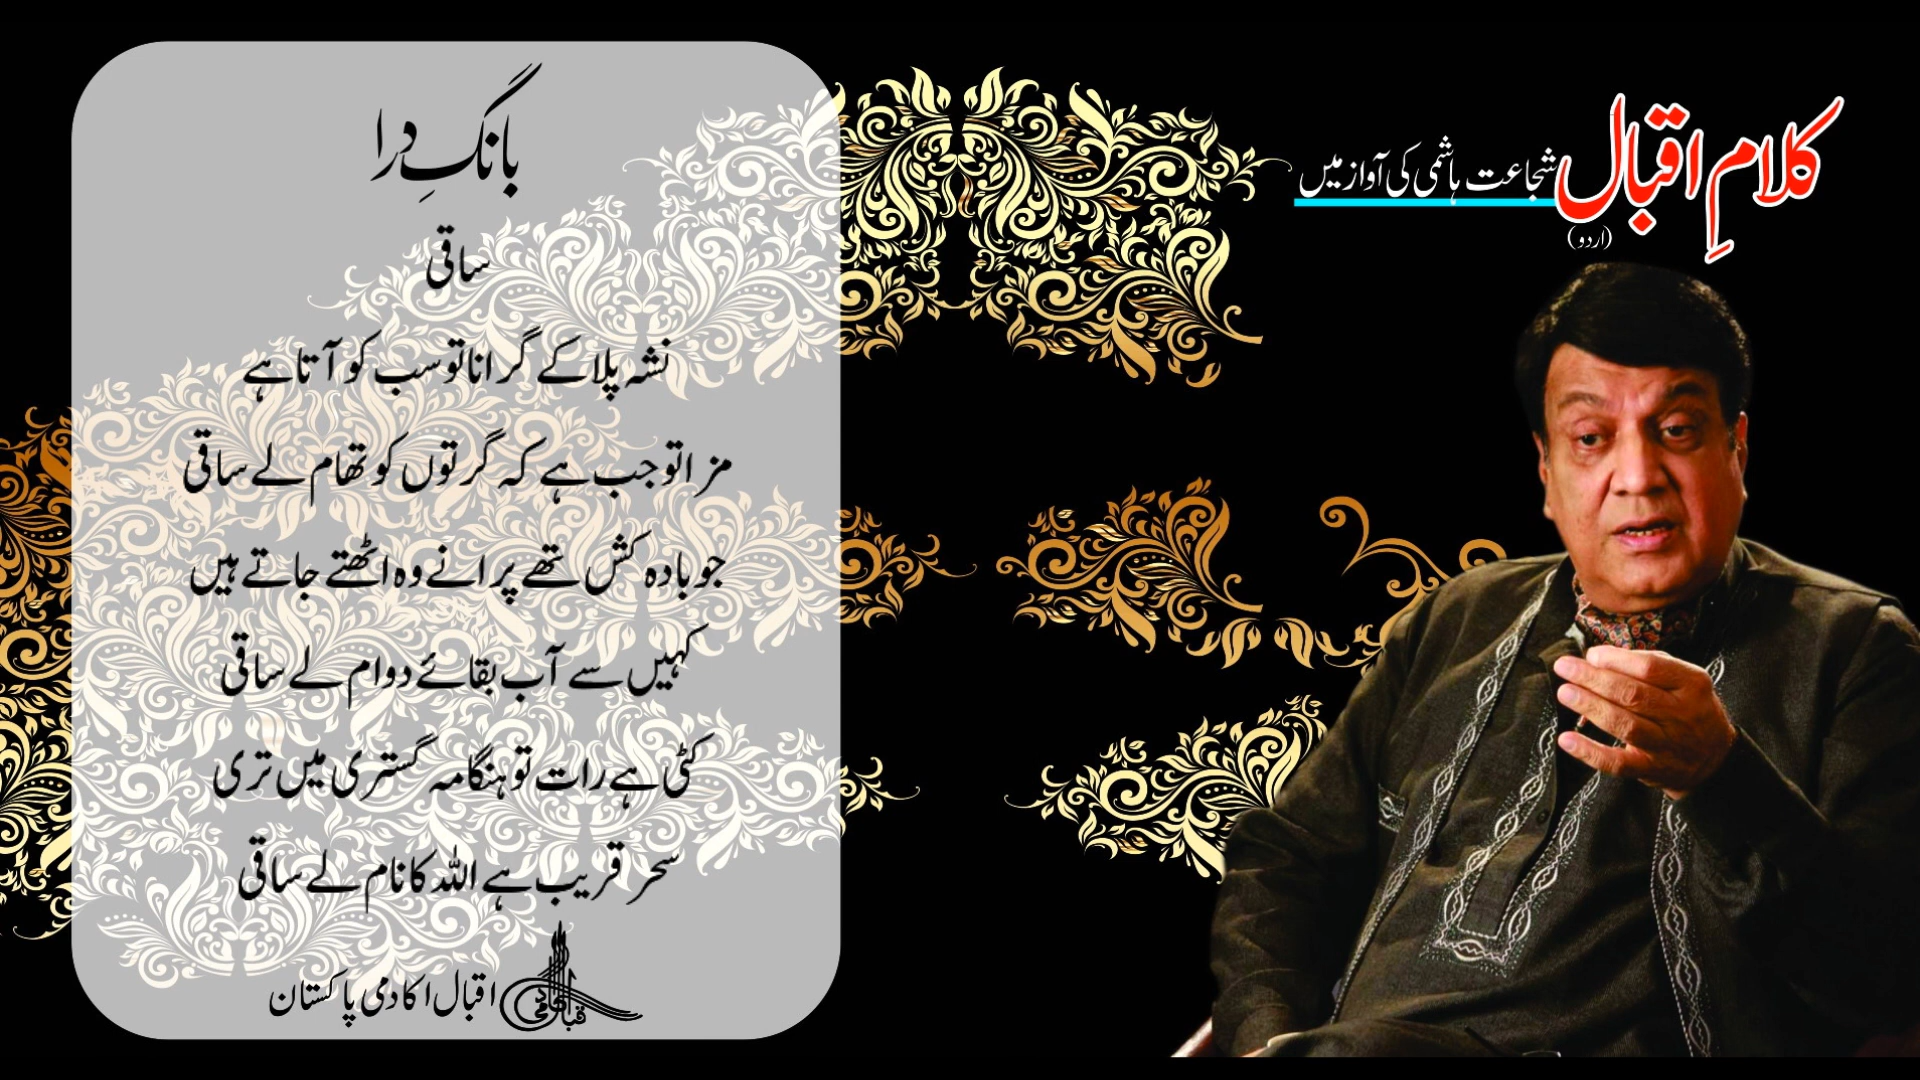 کلامِ اقبال شجاعت ہاشمی کی آواز میں
(اردو)
بانگِ درا
ساقی
نشہ پلا کے گرانا تو سب کو آتا ہے
مزا تو جب ہے کہ گرتوں کو تھام لے ساقی
جو بادہ کش تھے پرانے وہ اٹھتے جاتے ہیں
کہیں سے آب بقائے دوام لے ساقی
کٹی ہے رات تو ہنگامہ گستری میں تری
سحر قریب ہے اللہ کا نام لے ساقی
اقبال اکادمی پاکستان